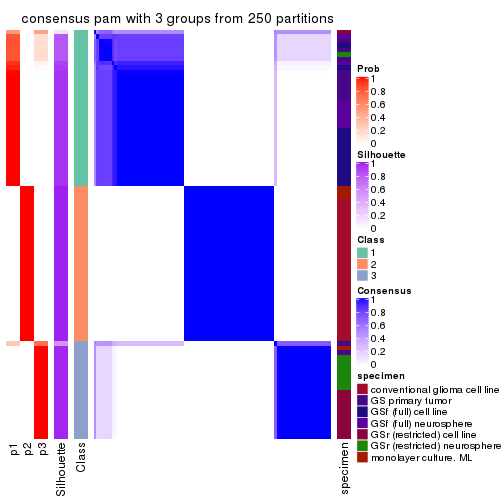 consensus pam with 3 groups from 250 partitions
Prob
1
0.8
0.6
0.4
0.2
0
Silhouette
1
0.8
0.6
0.4
0.2
0
Class
1
2
3
Consensus
1
0.8
0.6
0.4
0.2
0
specimen
conventional glioma cell line
GS primary tumor
GSf (full) cell line
GSf (full) neurosphere
GSr (restricted) cell line
GSr (restricted) neurosphere
monolayer culture. ML
p1
p2
p3
Silhouette
Class
specimen